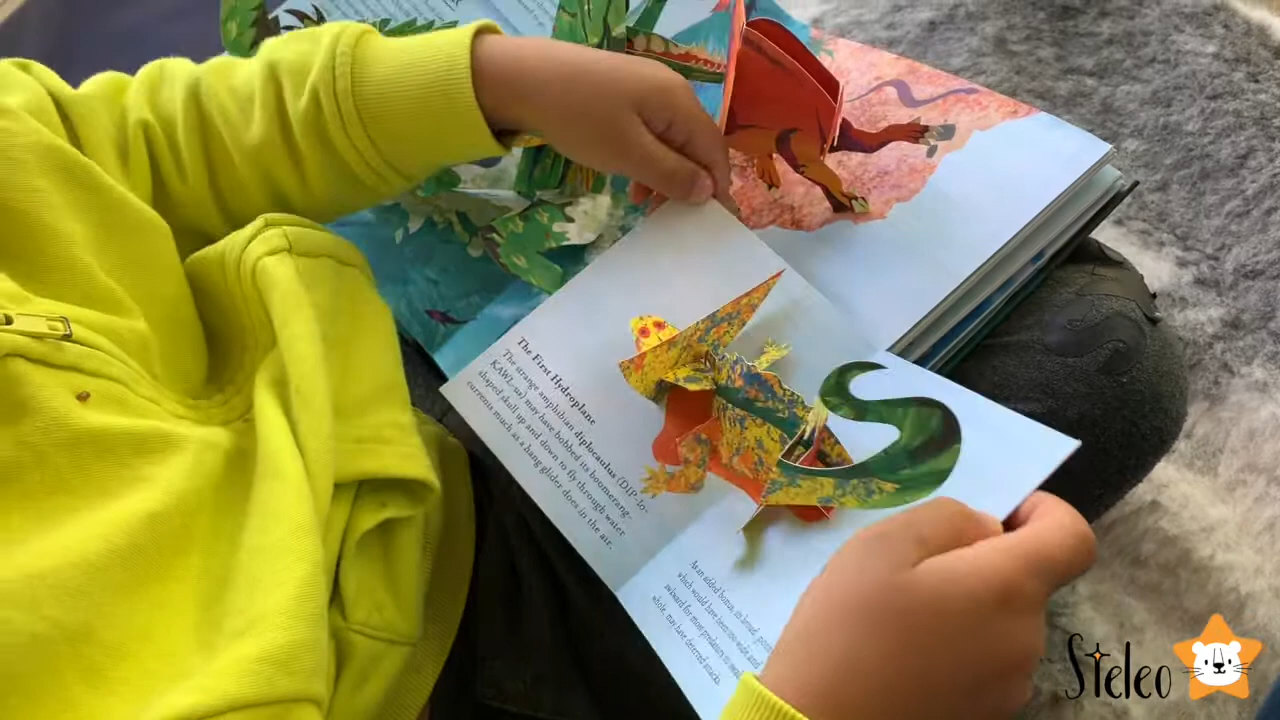 The First Hydroplane
The strange amphibian diplocaulus (DIP-lo-
KAWL-us) may have bobbed its boomerang-
shaped skull up and down to fly through water
currents much as a hang glider does in the air.
As an added bonus, its broad
which would have been too wide and
awkward for most predators to
whole, may have deterred attacks.
Steleo